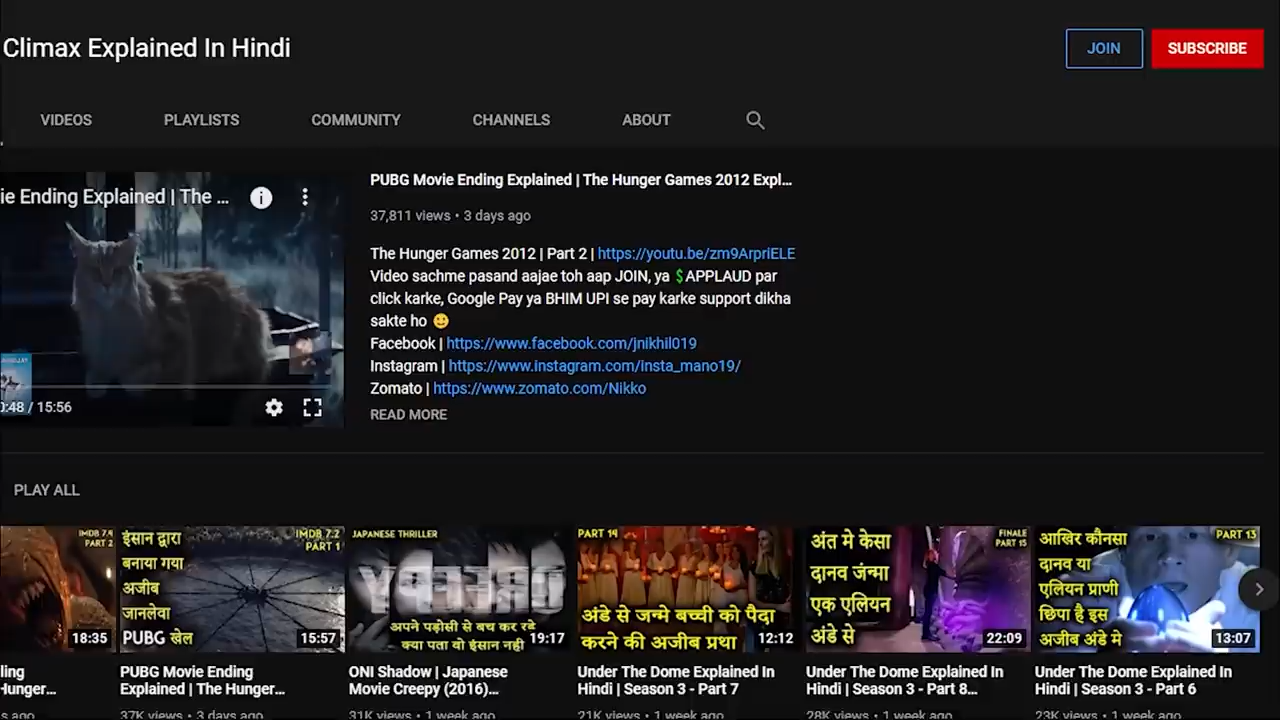 Climax Explained In Hindi
JOIN
SUBSCRIBE
VIDEOS
PLAYLISTS
COMMUNITY
CHANNELS
ABOUT
ie Ending Explained | The ...
PUBG Movie Ending Explained | The Hunger Games 2012 Expl...
37,811 views • 3 days ago
The Hunger Games 2012 | Part 2 | https://youtu.be/zm9ArpriELE
Video sachme pasand aajae toh aap JOIN, ya $APPLAUD par
click karke, Google Pay ya BHIM UPI se pay karke support dikha
sakte ho 🙂
Facebook | https://www.facebook.com/jnikhil019
Instagram | https://www.instagram.com/insta_mano19/
Zomato | https://www.zomato.com/Nikko
READ MORE
0:48 / 15:56
PLAY ALL
IMDB 7.4
PART 2
18:35
ling
Hunger...
s ago
इंसान द्वारा
बनाया गया
अजीब
जानलेवा
PUBG खेल
IMDB 7.2
PART 1
15:57
PUBG Movie Ending
Explained | The Hunger...
37K views • 3 days ago
JAPANESE THRILLER
अपने पड़ोसी से बच कर रहे
क्या पता वो इंसान नही
19:17
ONI Shadow | Japanese
Movie Creepy (2016)...
31K views • 1 week ago
PART 14
अंडे से जन्मे बच्ची को पैदा
करने की अजीब प्रथा
12:12
Under The Dome Explained In
Hindi | Season 3 - Part 7
21K views • 1 week ago
अंत मे केसा
दानव जंन्मा
एक एलियन
अंडे से
FINALE
PART 15
22:09
Under The Dome Explained In
Hindi | Season 3 - Part 8...
28K views • 1 week ago
आखिर कौनसा
दानव या
एलियन प्राणी
छिपा है इस
अजीब अंडे मे
PART 13
13:07
Under The Dome Explained In
Hindi | Season 3 - Part 6
23K views • 1 week ago